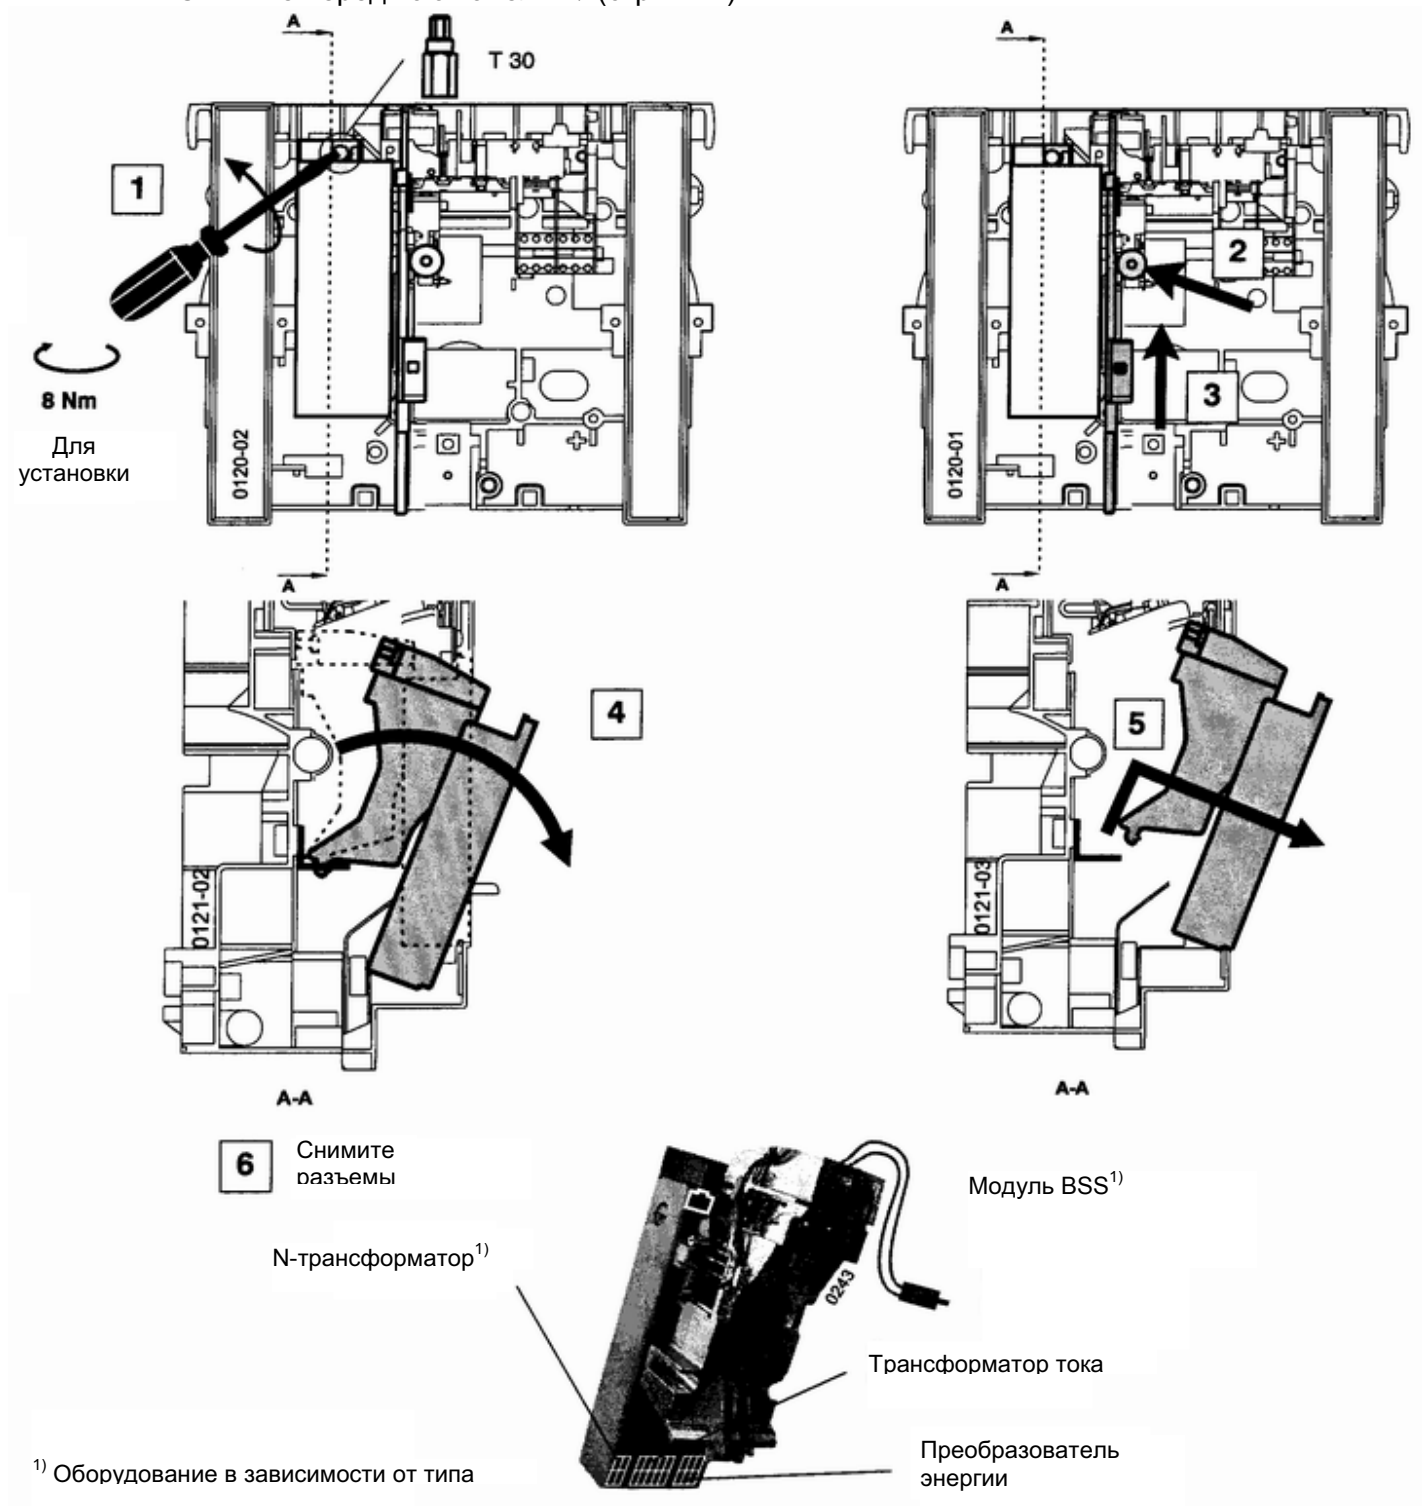 A
T 30
A
1
2
3
8 Nm
Для
установки
0120-02
0120-01
A
A
4
5
0121-02
0121-03
A-A
A-A
6
Снимите
разъемы
Модуль BSS1)
N-трансформатор1)
0243
Трансформатор тока
Преобразователь
энергии
1) Оборудование в зависимости от типа